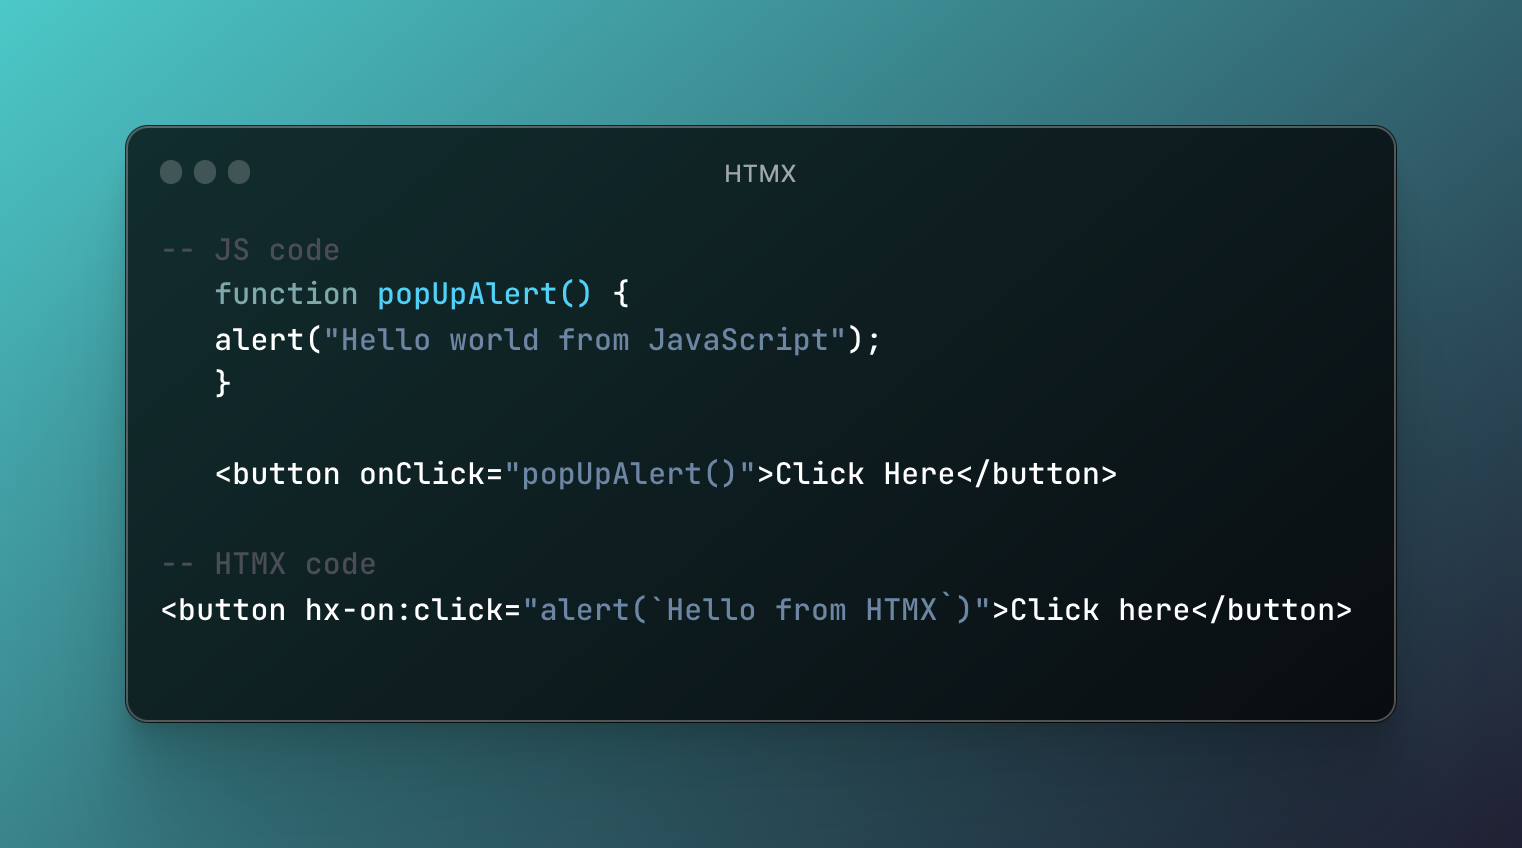 HTMX
-- JS code
function popUpAlert() {
alert("Hello world from JavaScript");
}
<button onClick="popUpAlert()">Click Here</button>
-- HTMX code
<button hx-on:click="alert(`Hello from HTMX`)">Click here</button>